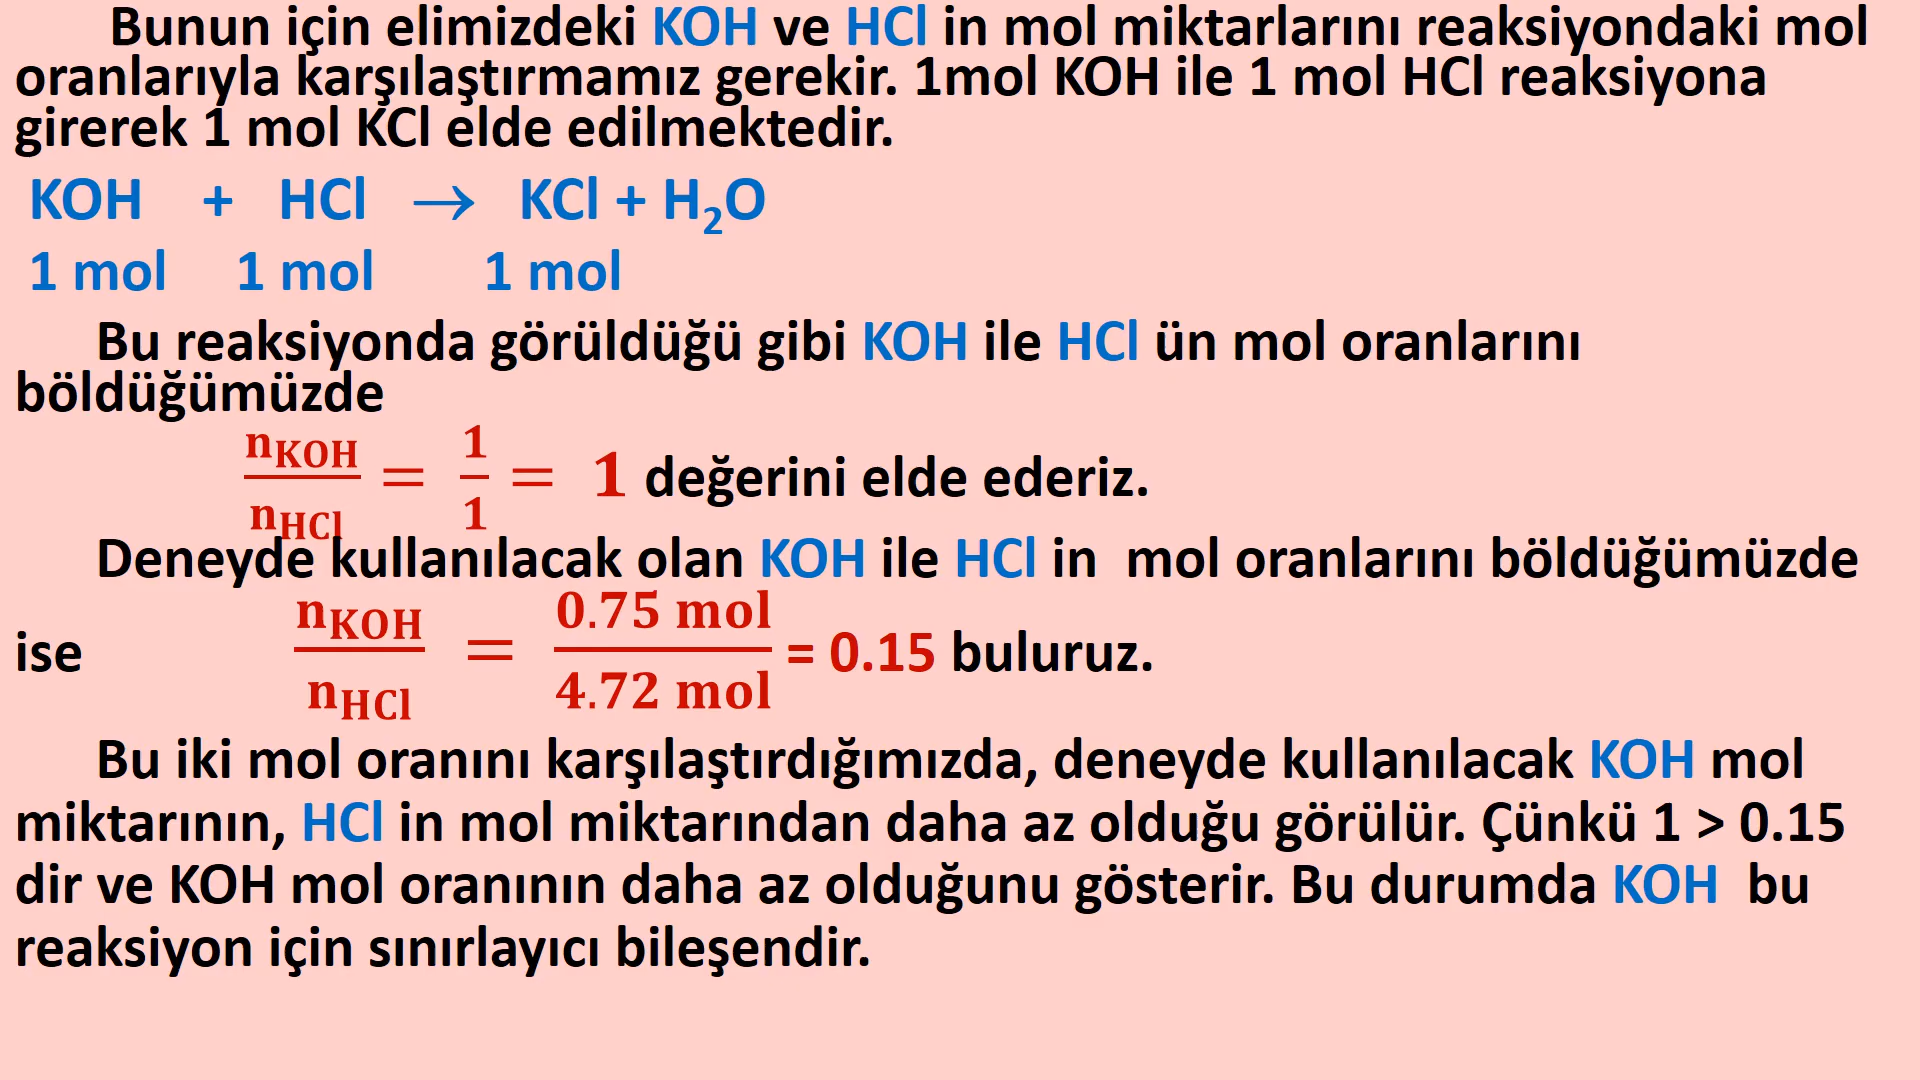 Bunun için elimizdeki KOH ve HCl in mol miktarlarını reaksiyondaki mol
oranlarıyla karşılaştırmamız gerekir. 1mol KOH ile 1 mol HCl reaksiyona
girerek 1 mol KCl elde edilmektedir.
KOH + HCl → KCl + H₂O
1 mol 1 mol 1 mol
Bu reaksiyonda görüldüğü gibi KOH ile HCl ün mol oranlarını
böldüğümüzde
n_KOH / n_HCl = 1/1 = 1 değerini elde ederiz.
Deneyde kullanılacak olan KOH ile HCl in mol oranlarını böldüğümüzde
ise n_KOH / n_HCl = 0.75 mol / 4.72 mol = 0.15 buluruz.
Bu iki mol oranını karşılaştırdığımızda, deneyde kullanılacak KOH mol
miktarının, HCl in mol miktarından daha az olduğu görülür. Çünkü 1 > 0.15
dir ve KOH mol oranının daha az olduğunu gösterir. Bu durumda KOH bu
reaksiyon için sınırlayıcı bileşendir.